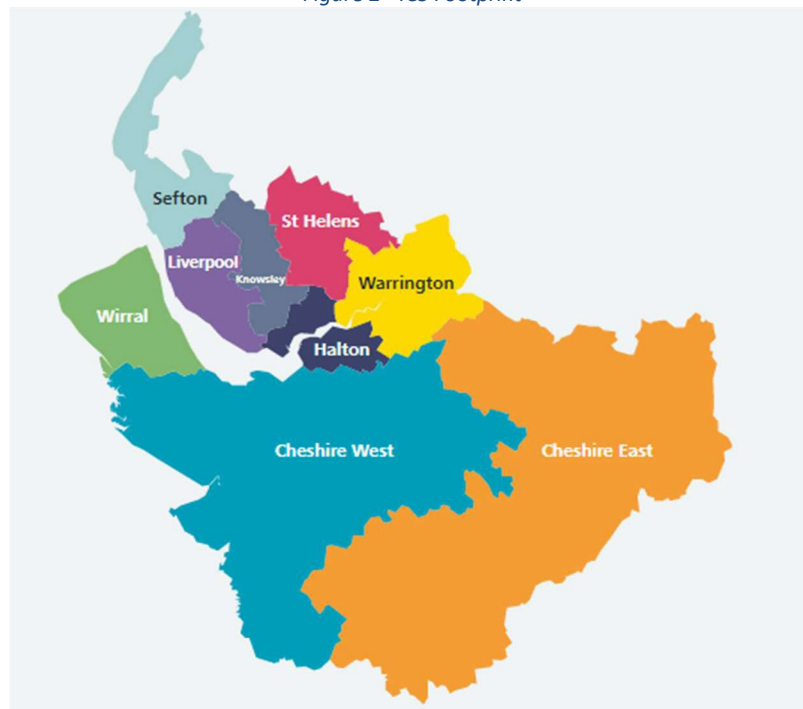 Sefton
St Helens
Liverpool
Knowsley
Warrington
Wirral
Halton
Cheshire West
Cheshire East